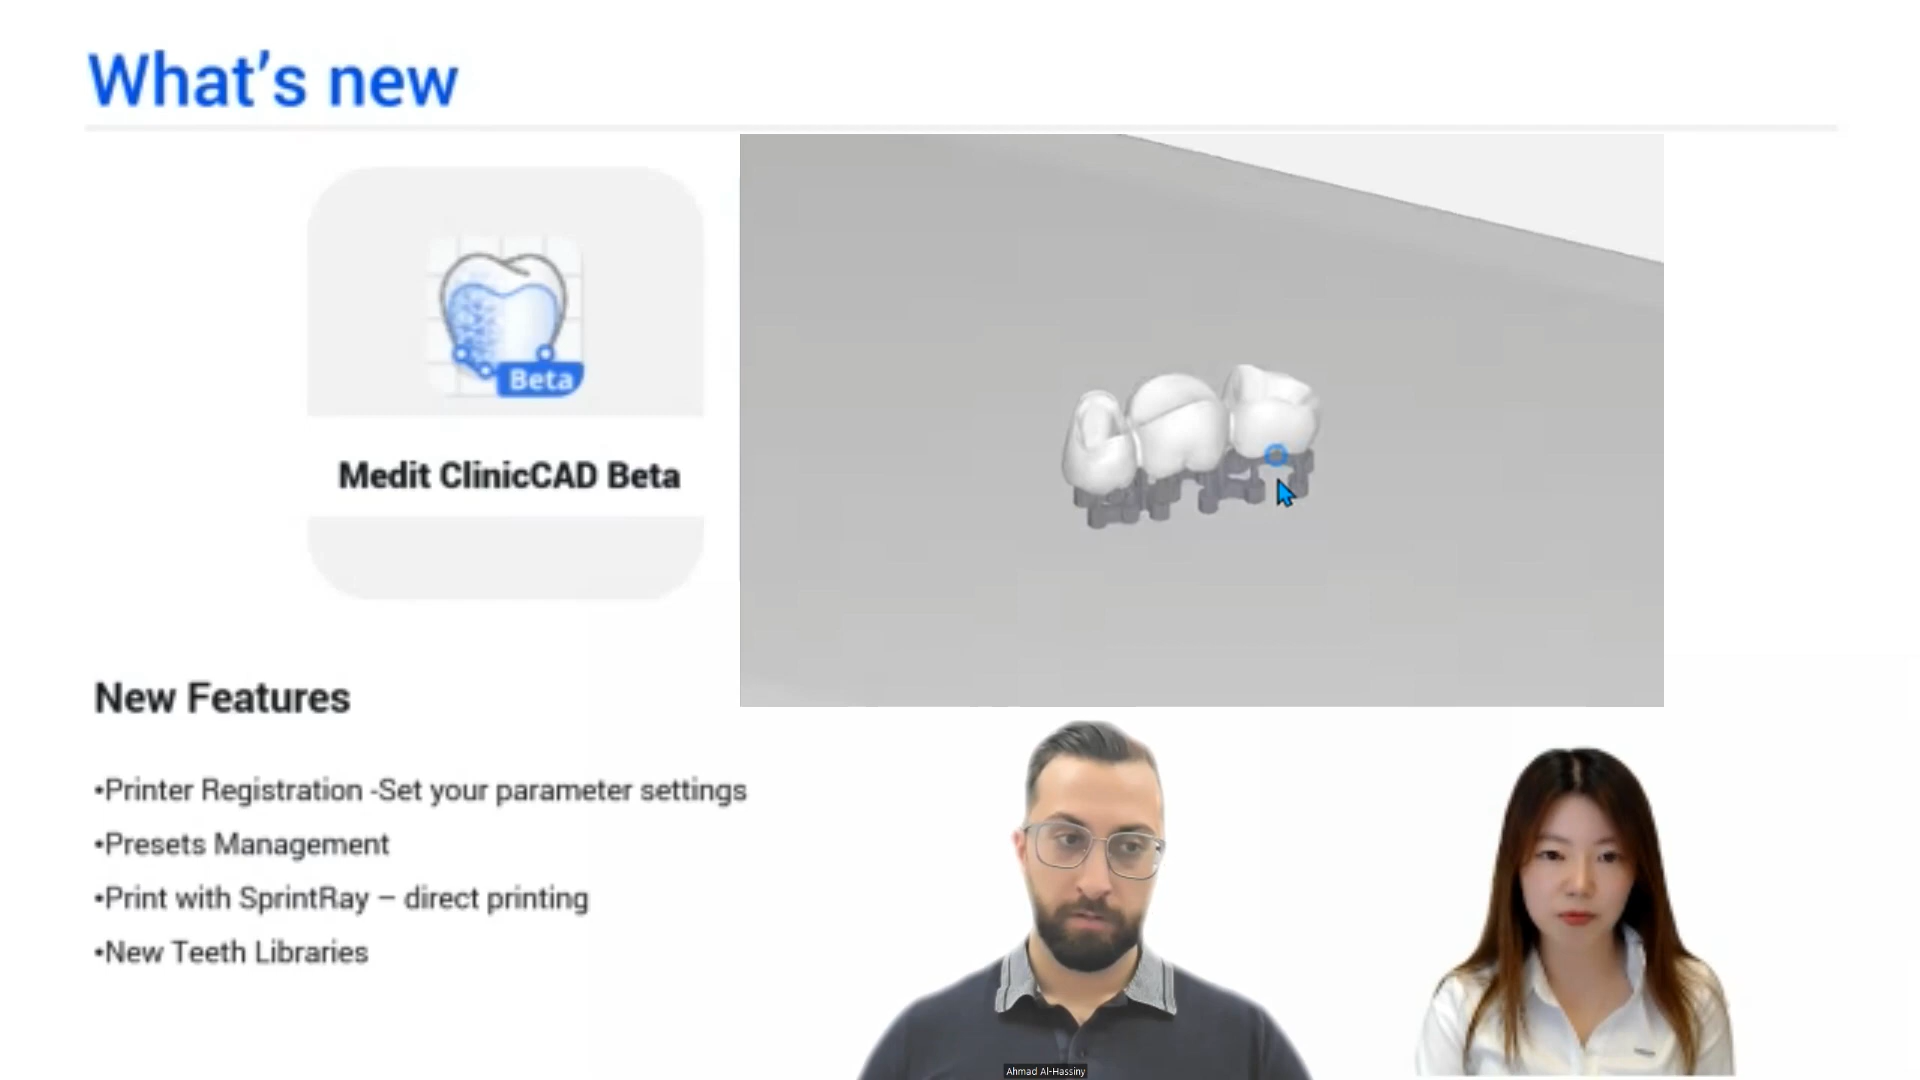 What's new
Beta
Medit ClinicCAD Beta
New Features
•Printer Registration -Set your parameter settings
•Presets Management
•Print with SprintRay – direct printing
•New Teeth Libraries
Ahmad Al-Hassiny